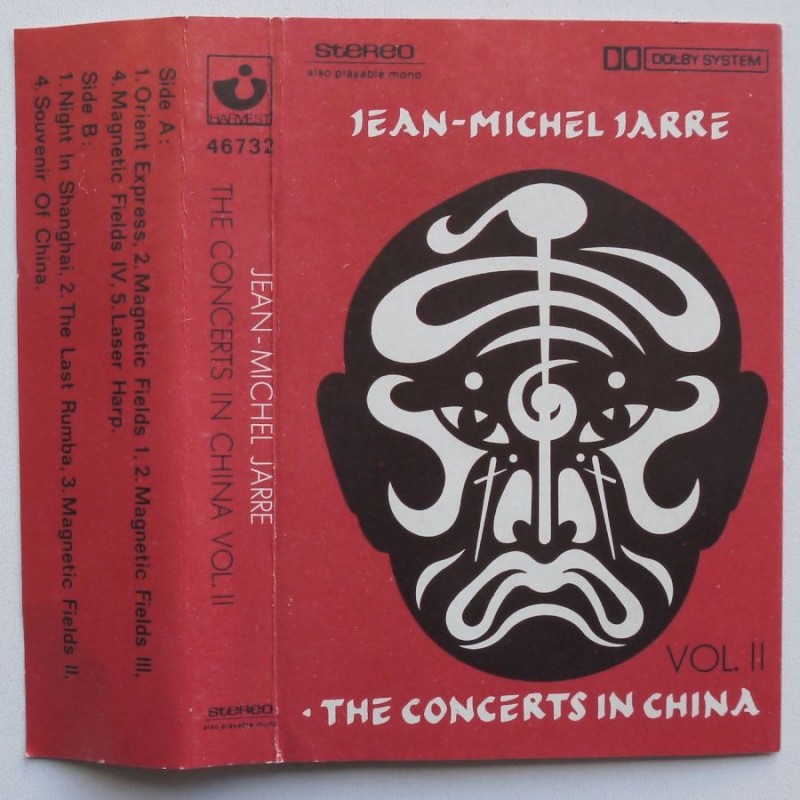 stereo
also playable mono
DOLBY SYSTEM
JEAN-MICHEL JARRE
VOL. II
• THE CONCERTS IN CHINA
HARVEST
46732
JEAN-MICHEL JARRE
THE CONCERTS IN CHINA VOL. II
stereo
also playable mono
Side A:
1. Orient Express, 2. Magnetic Fields 1, 2. Magnetic Fields III,
4. Magnetic Fields IV, 5. Laser Harp.
Side B:
1. Night In Shanghai, 2. The Last Rumba, 3. Magnetic Fields II,
4. Souvenir Of China.